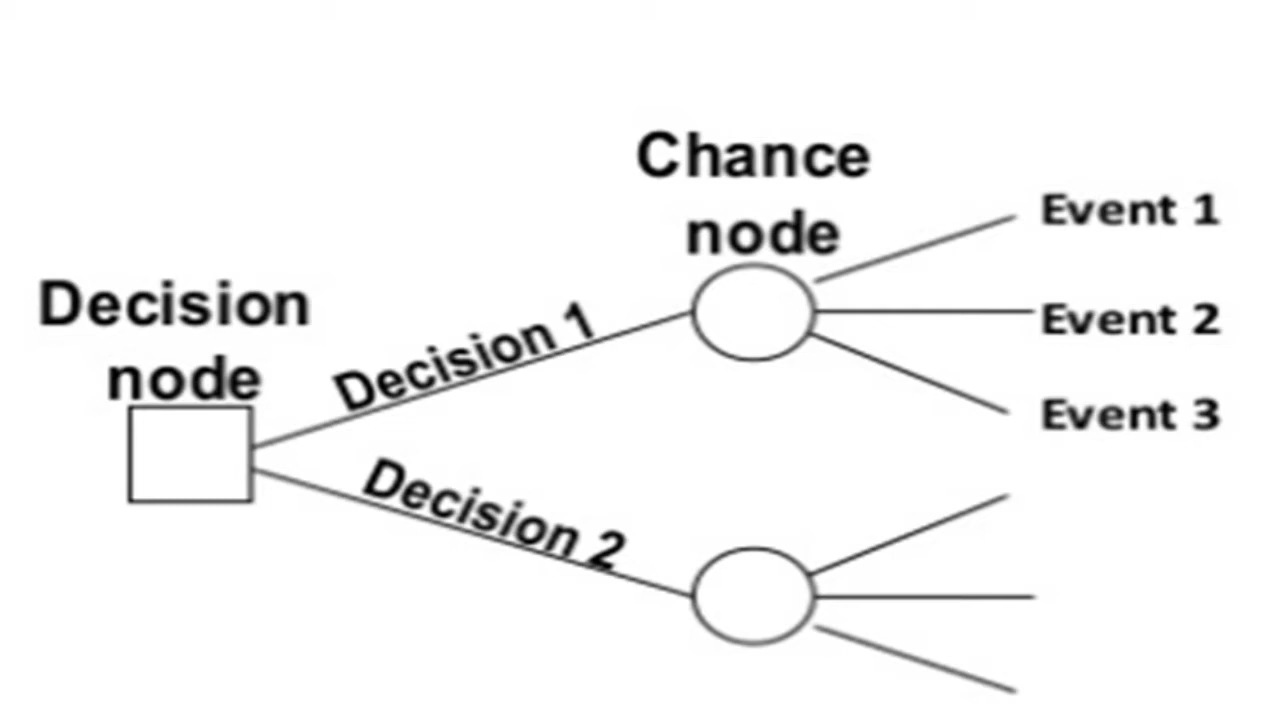 Chance
node
Event 1
Event 2
Event 3
Decision
node
Decision 1
Decision 2